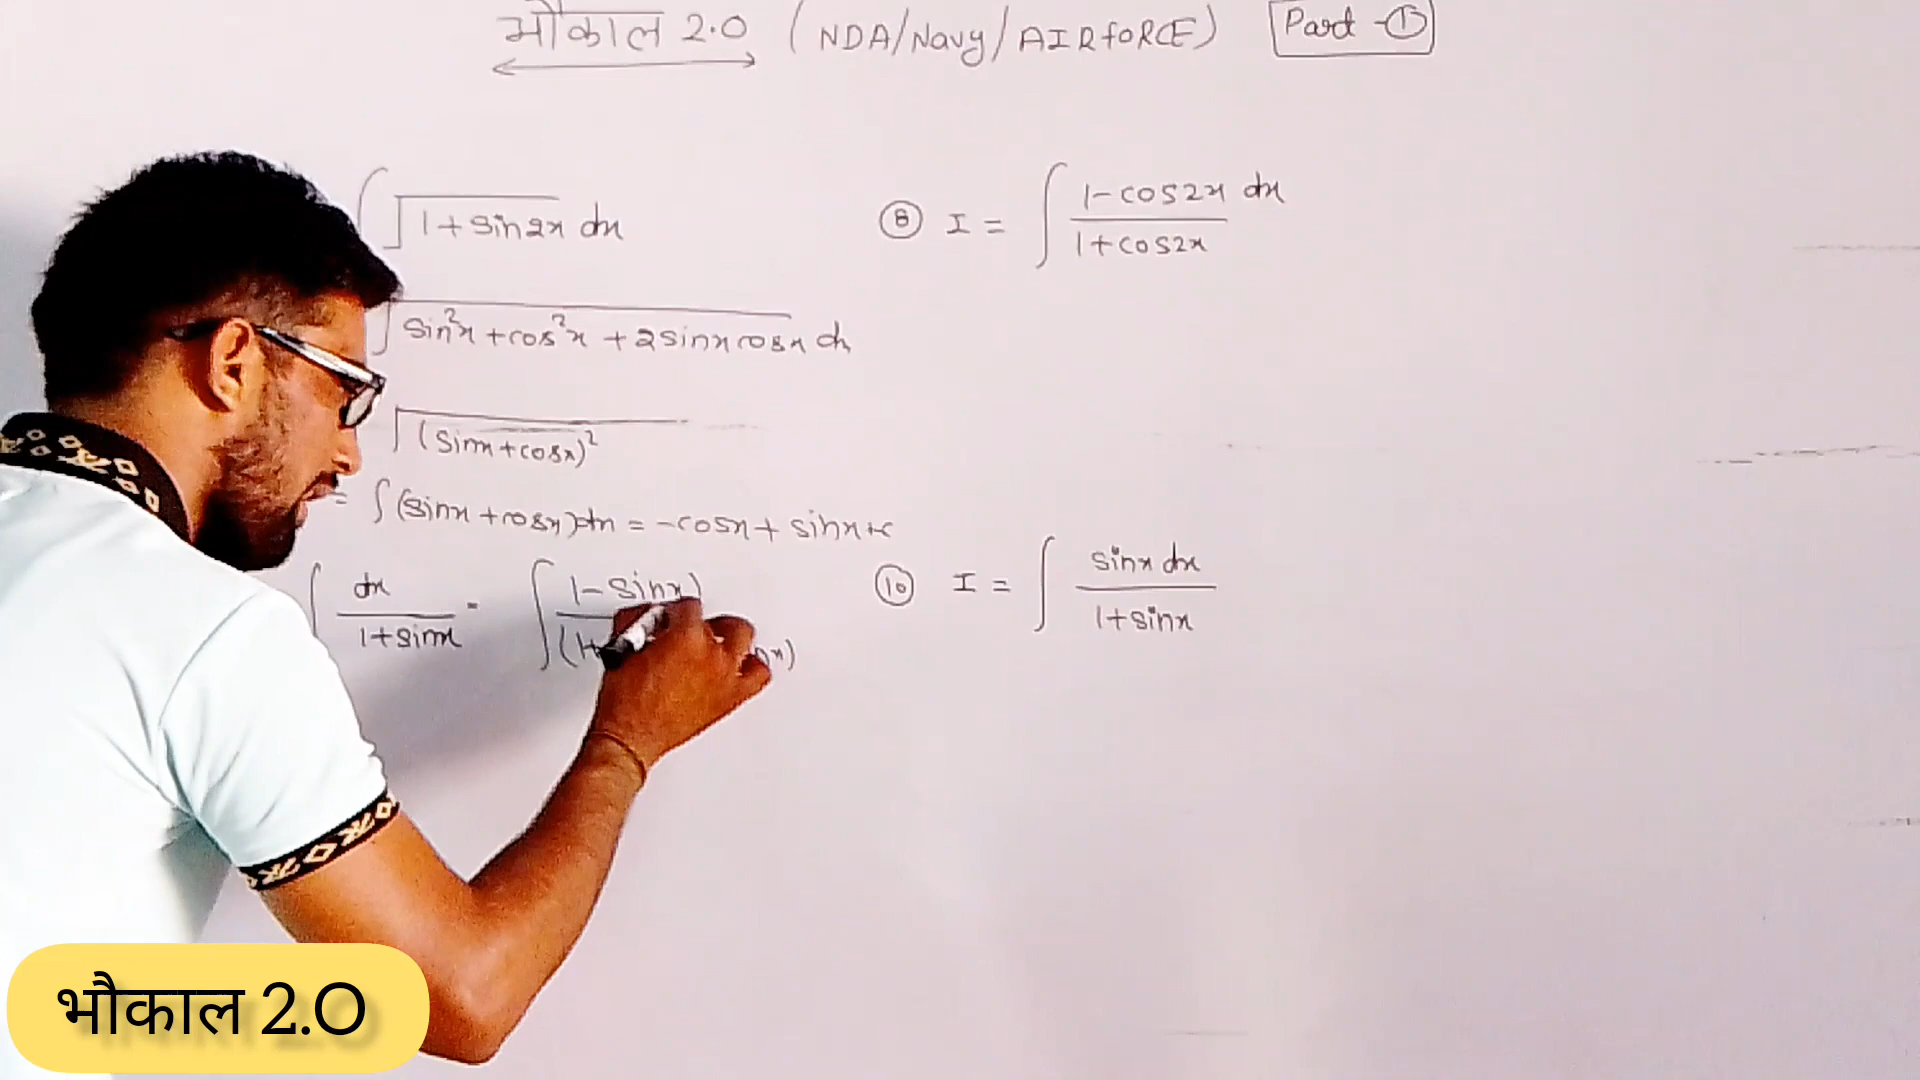 भौकाल 2.0 (NDA/Navy/AIRfoRCE) Part-①
∫ √1+sin2x dx
√sin²x+cos²x+2sinxcosx dx
√(sinx+cosx)²
= ∫(sinx+cosx)dx = -cosx+sinx+c
∫ dx/1+sinx = ∫ 1-sinx)/(1+ x)
⑧ I = ∫ 1-cos2x dx/1+cos2x
⑩ I = ∫ sinx dx/1+sinx
भौकाल 2.0